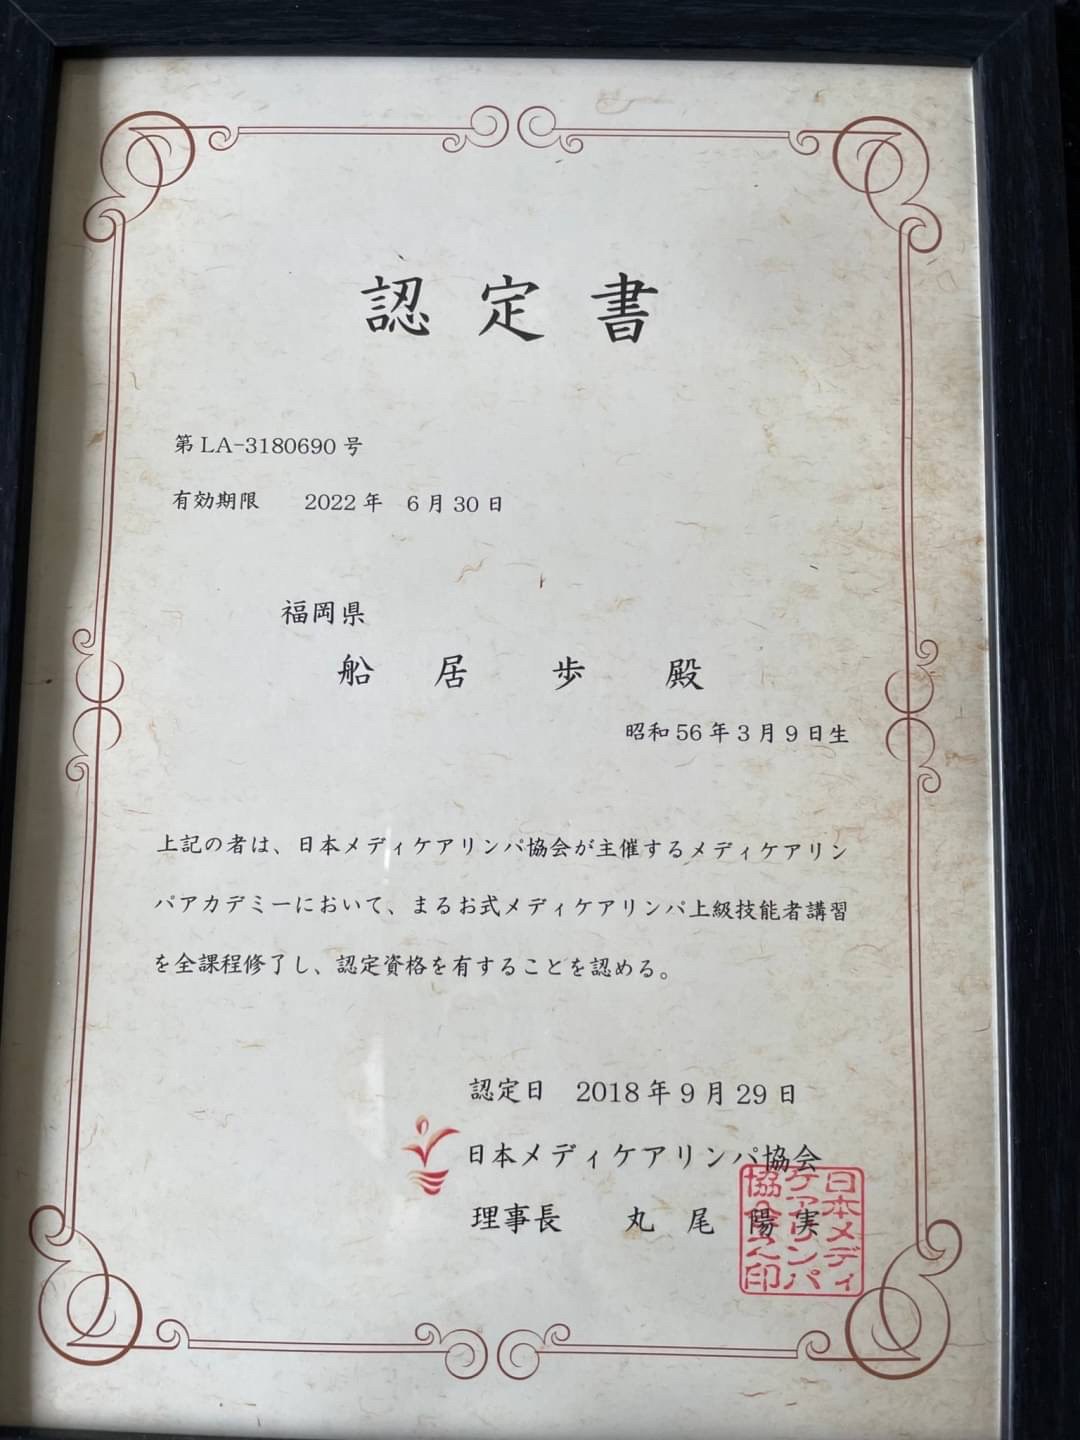 認定書
第LA-3180690号
有効期限 2022年 6月30日
福岡県
船居 歩 殿
昭和56年3月9日生
上記の者は、日本メディケアリンパ協会が主催するメディケアリン
パアカデミーにおいて、まるお式メディケアリンパ上級技能者講習
を全課程修了し、認定資格を有することを認める。
認定日 2018年9月29日
日本メディケアリンパ協会
理事長 丸尾陽実
日本メディ
ケアリンパ
協会之印